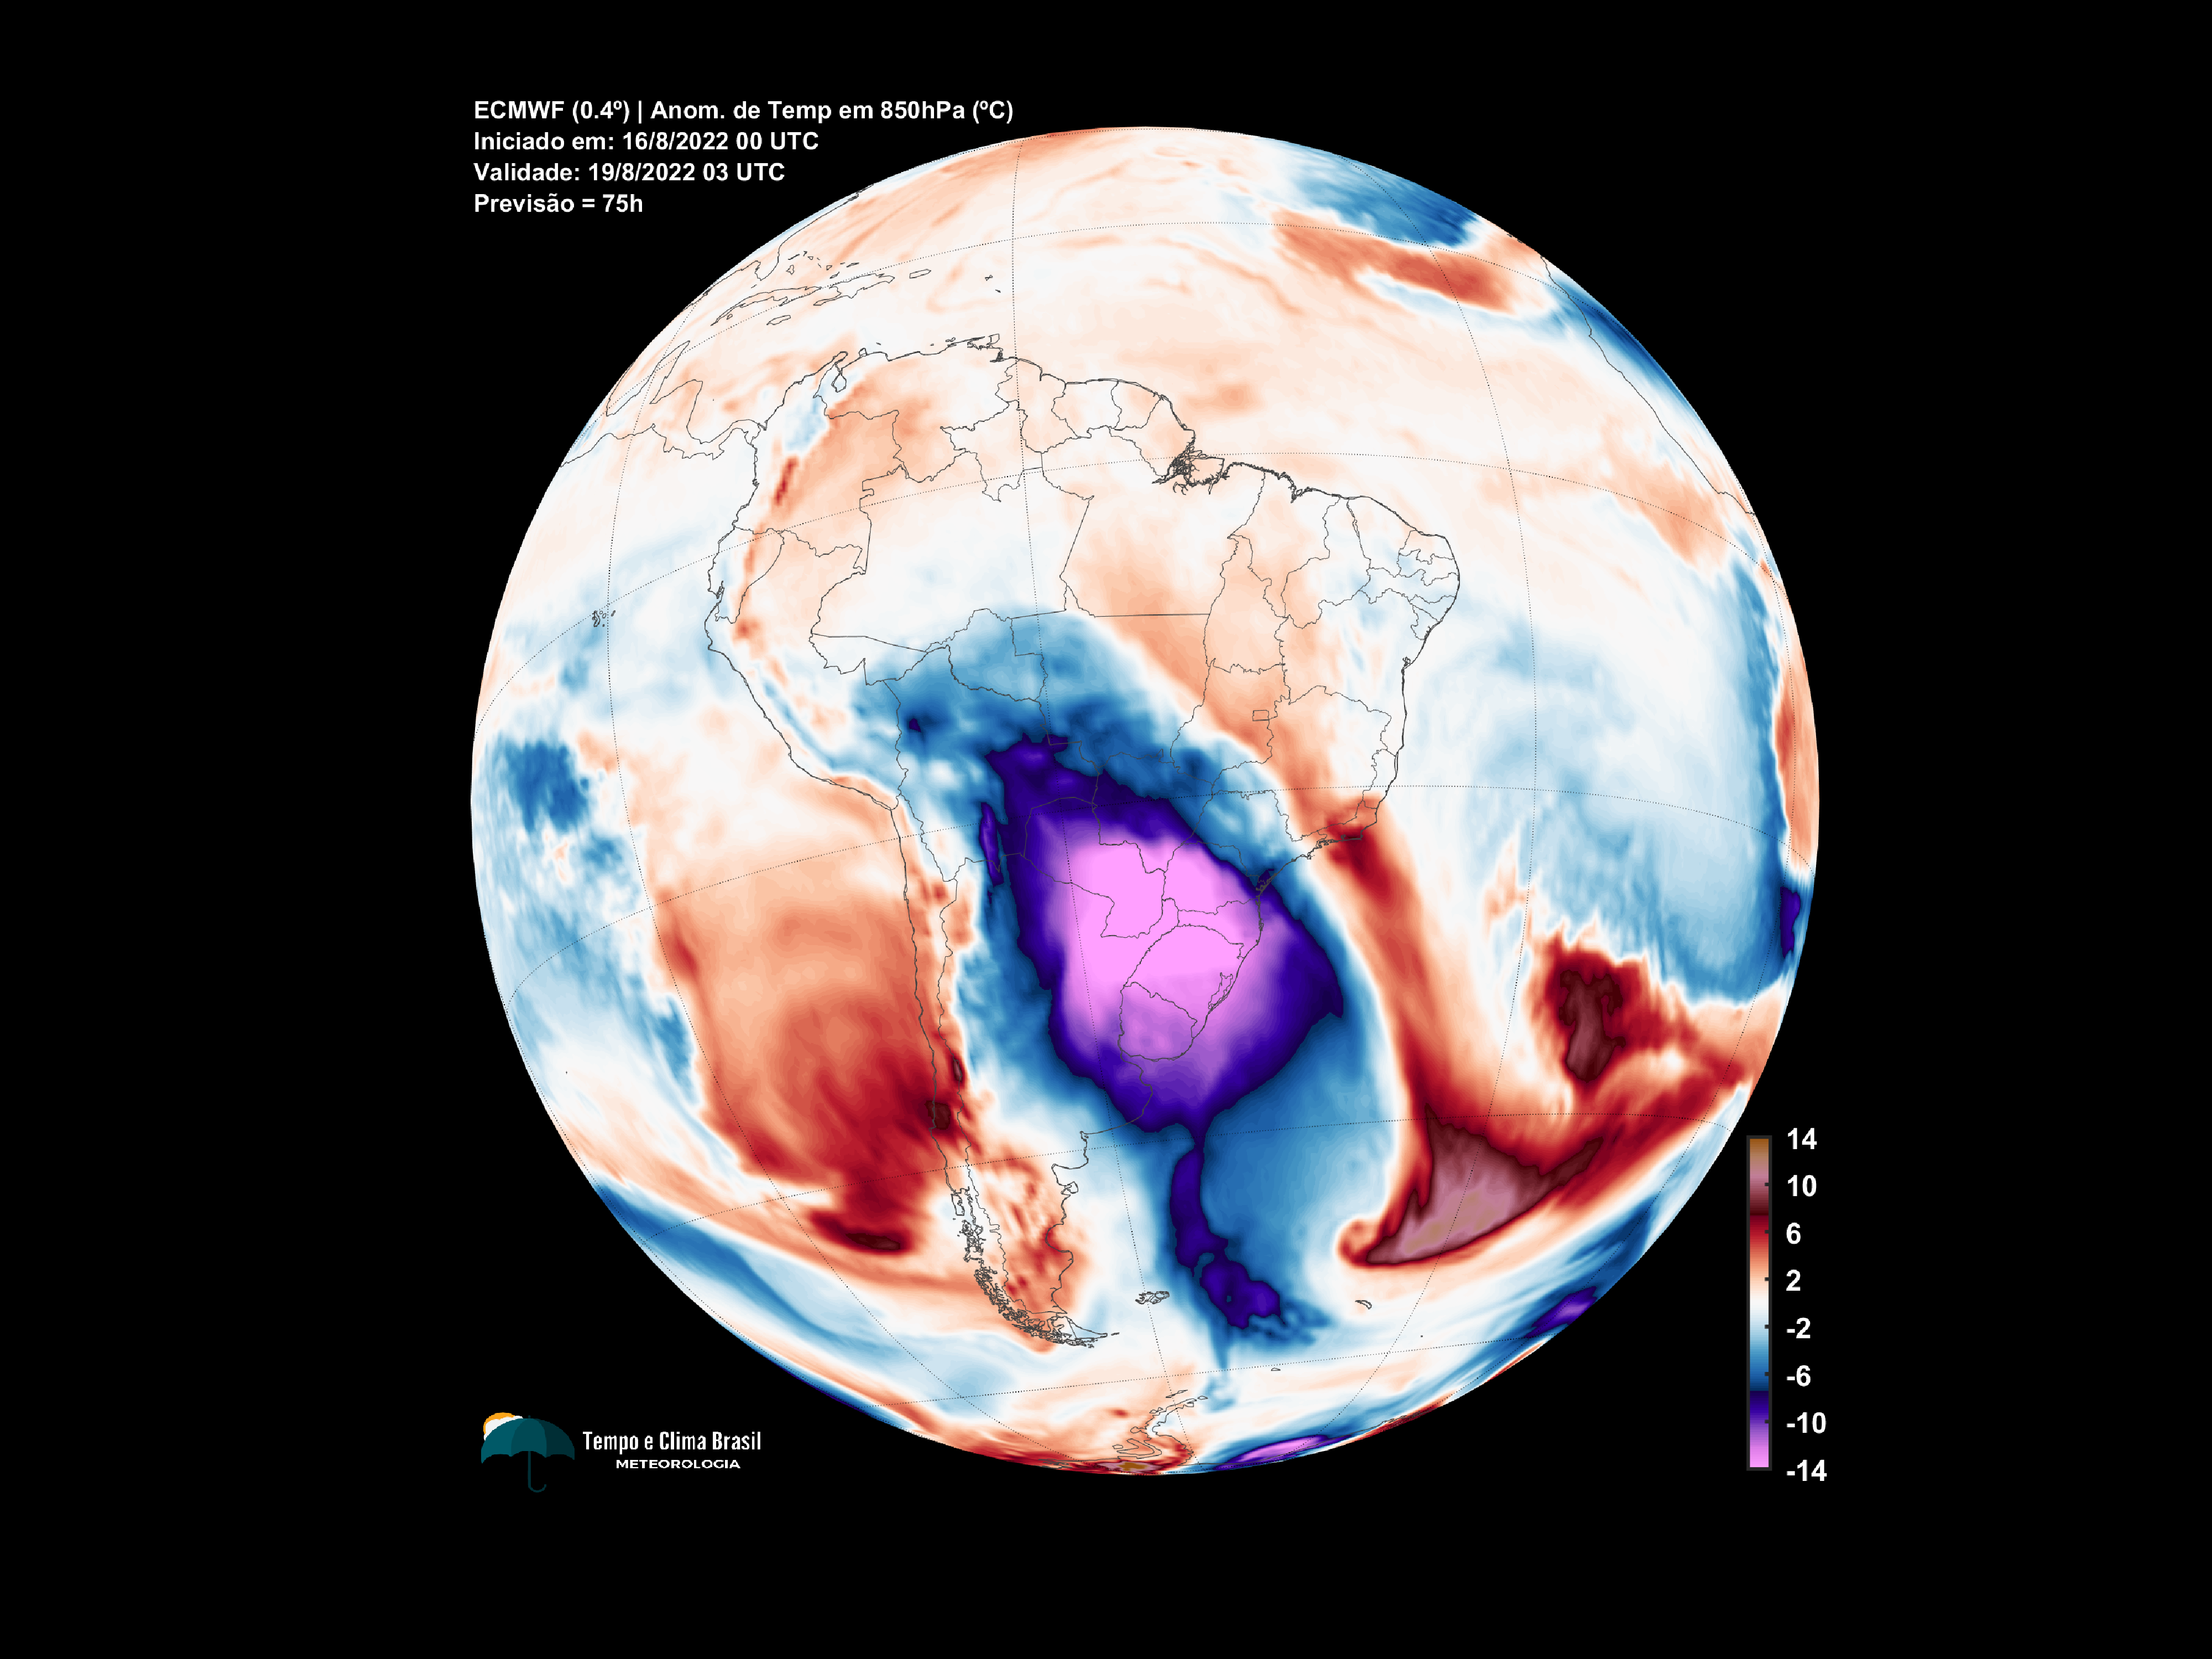 ECMWF (0.4º) | Anom. de Temp em 850hPa (ºC)
Iniciado em: 16/8/2022 00 UTC
Validade: 19/8/2022 03 UTC
Previsão = 75h
14
10
6
2
-2
-6
-10
-14
Tempo e Clima Brasil
METEOROLOGIA